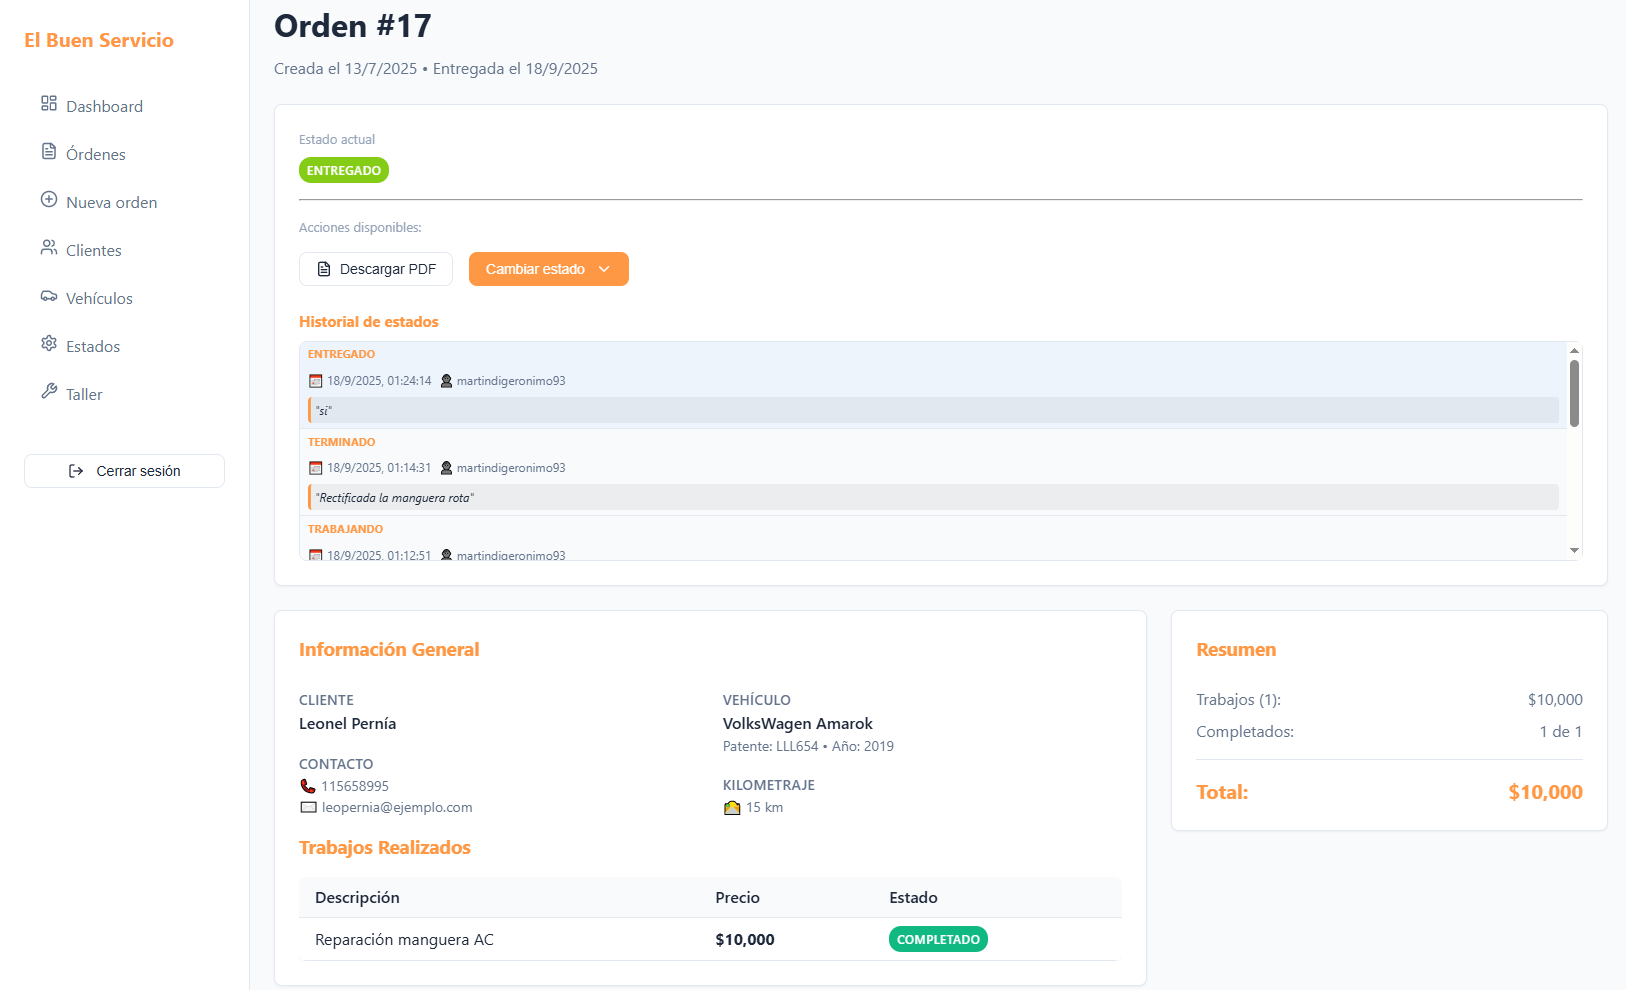 El Buen Servicio
Dashboard
Órdenes
Nueva orden
Clientes
Vehículos
Estados
Taller
Cerrar sesión
Orden #17
Creada el 13/7/2025 • Entregada el 18/9/2025
Estado actual
ENTREGADO
Acciones disponibles:
Descargar PDF
Cambiar estado
Historial de estados
ENTREGADO
18/9/2025, 01:24:14 martindigeronimo93
"si"
TERMINADO
18/9/2025, 01:14:31 martindigeronimo93
"Rectificada la manguera rota"
TRABAJANDO
18/9/2025, 01:12:51 martindigeronimo93
Información General
CLIENTE
Leonel Pernía
CONTACTO
115658995
leopernia@ejemplo.com
VEHÍCULO
VolksWagen Amarok
Patente: LLL654 • Año: 2019
KILOMETRAJE
15 km
Trabajos Realizados
Descripción Precio Estado
Reparación manguera AC $10,000 COMPLETADO
Resumen
Trabajos (1): $10,000
Completados: 1 de 1
Total: $10,000